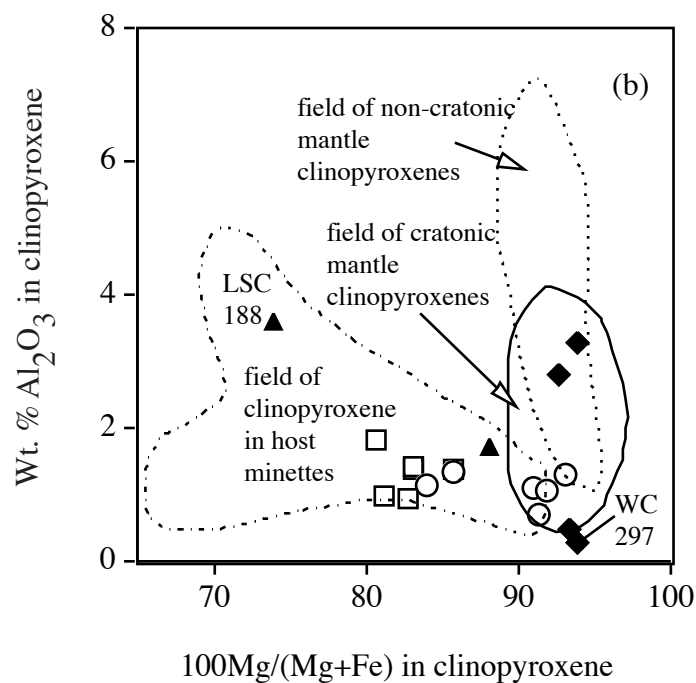 8
(b)
field of non-cratonic
mantle
clinopyroxenes
6
field of cratonic
mantle
clinopyroxenes
4
LSC
188
field of
clinopyroxene
in host
minettes
2
WC
297
0
70
80
90
100
Wt. % Al2O3 in clinopyroxene
100Mg/(Mg+Fe) in clinopyroxene